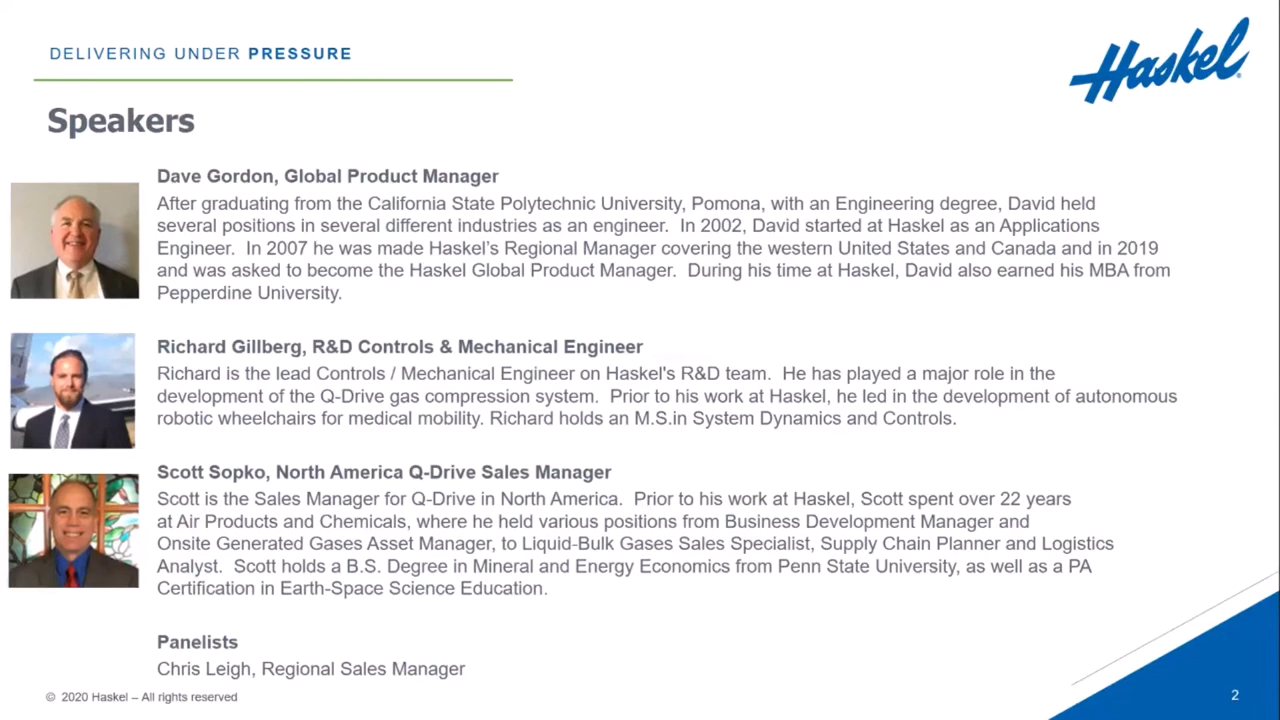 DELIVERING UNDER PRESSURE
Haskel®
Speakers
Dave Gordon, Global Product Manager
After graduating from the California State Polytechnic University, Pomona, with an Engineering degree, David held
several positions in several different industries as an engineer.  In 2002, David started at Haskel as an Applications
Engineer.  In 2007 he was made Haskel’s Regional Manager covering the western United States and Canada and in 2019
and was asked to become the Haskel Global Product Manager.  During his time at Haskel, David also earned his MBA from
Pepperdine University.
Richard Gillberg, R&D Controls & Mechanical Engineer
Richard is the lead Controls / Mechanical Engineer on Haskel's R&D team.  He has played a major role in the
development of the Q-Drive gas compression system.  Prior to his work at Haskel, he led in the development of autonomous
robotic wheelchairs for medical mobility. Richard holds an M.S.in System Dynamics and Controls.
Scott Sopko, North America Q-Drive Sales Manager
Scott is the Sales Manager for Q-Drive in North America.  Prior to his work at Haskel, Scott spent over 22 years
at Air Products and Chemicals, where he held various positions from Business Development Manager and
Onsite Generated Gases Asset Manager, to Liquid-Bulk Gases Sales Specialist, Supply Chain Planner and Logistics
Analyst.  Scott holds a B.S. Degree in Mineral and Energy Economics from Penn State University, as well as a PA
Certification in Earth-Space Science Education.
Panelists
Chris Leigh, Regional Sales Manager
© 2020 Haskel – All rights reserved
2